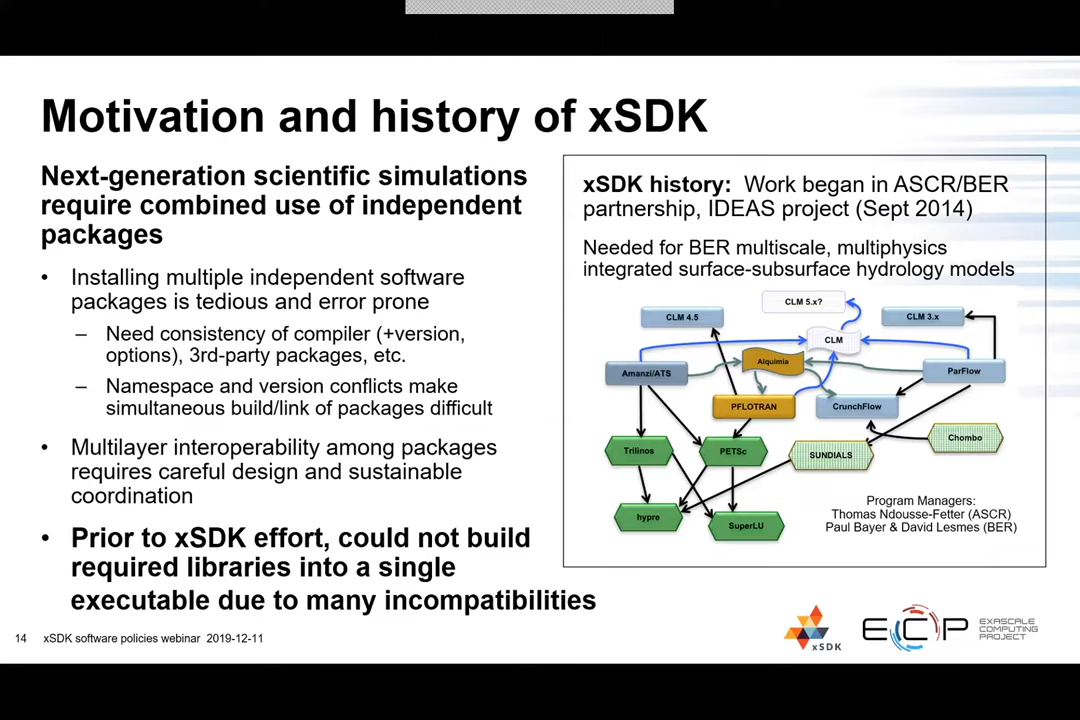 Motivation and history of xSDK
Next-generation scientific simulations
require combined use of independent
packages
• Installing multiple independent software
packages is tedious and error prone
– Need consistency of compiler (+version,
options), 3rd-party packages, etc.
– Namespace and version conflicts make
simultaneous build/link of packages difficult
• Multilayer interoperability among packages
requires careful design and sustainable
coordination
• Prior to xSDK effort, could not build
required libraries into a single
executable due to many incompatibilities
xSDK history: Work began in ASCR/BER
partnership, IDEAS project (Sept 2014)
Needed for BER multiscale, multiphysics
integrated surface-subsurface hydrology models
CLM 5.x?
CLM 4.5
CLM 3.x
CLM
Alquimia
Amanzi/ATS
ParFlow
PFLOTRAN
CrunchFlow
Chombo
Trilinos
PETSc
SUNDIALS
hypre
SuperLU
Program Managers:
Thomas Ndousse-Fetter (ASCR)
Paul Bayer & David Lesmes (BER)
14 xSDK software policies webinar 2019-12-11
xSDK
ECP
EXASCALE
COMPUTING
PROJECT